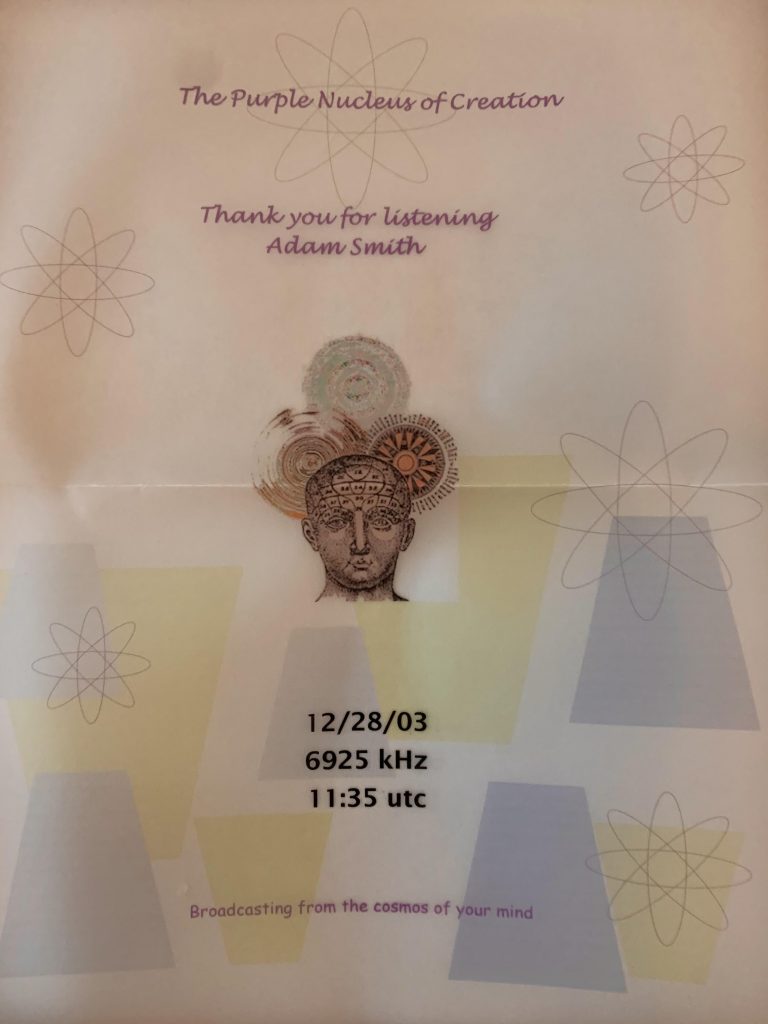 The Purple Nucleus of Creation
Thank you for listening
Adam Smith
12/28/03
6925 kHz
11:35 utc
Broadcasting from the cosmos of your mind